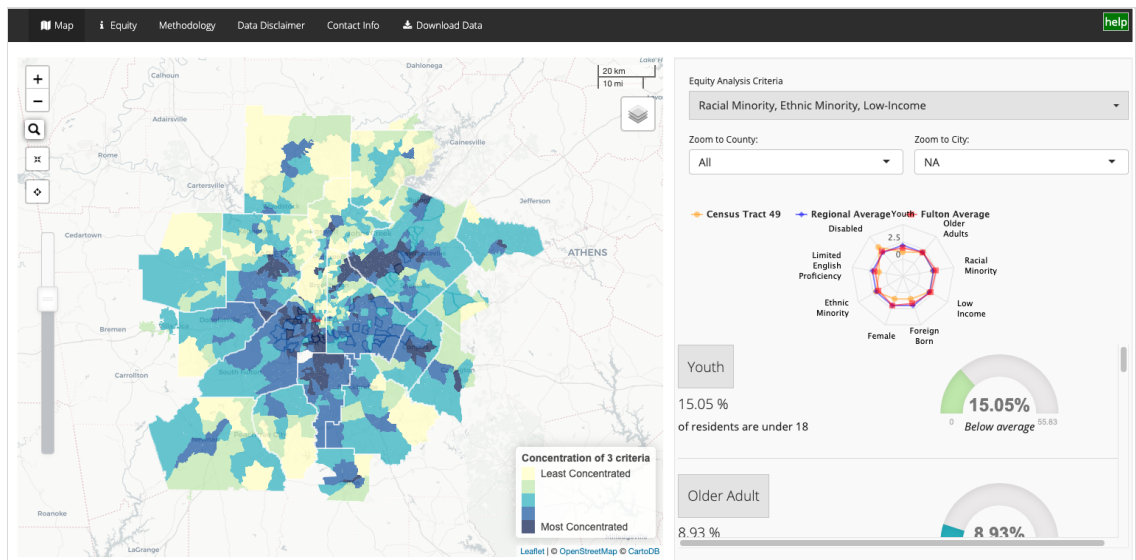 Map
Equity
Methodology
Data Disclaimer
Contact Info
Download Data
help
+
−
20 km
10 mi
Dahlonega
Calhoun
Adairsville
Gainesville
Rome
Cartersville
Jefferson
Cedartown
ATHENS
Bremen
Carrollton
Roanoke
LaGrange
Concentration of 3 criteria
Least Concentrated
Most Concentrated
Leaflet | © OpenStreetMap © CartoDB
Equity Analysis Criteria
Racial Minority, Ethnic Minority, Low-Income
Zoom to County:
Zoom to City:
All
NA
Census Tract 49
Regional Average
Youth
Fulton Average
Disabled
Older
Adults
2.5
0
Limited
English
Proficiency
Racial
Minority
Ethnic
Minority
Low
Income
Female
Foreign
Born
Youth
15.05 %
of residents are under 18
15.05%
0
Below average
55.83
Older Adult
8.93 %
8.93%